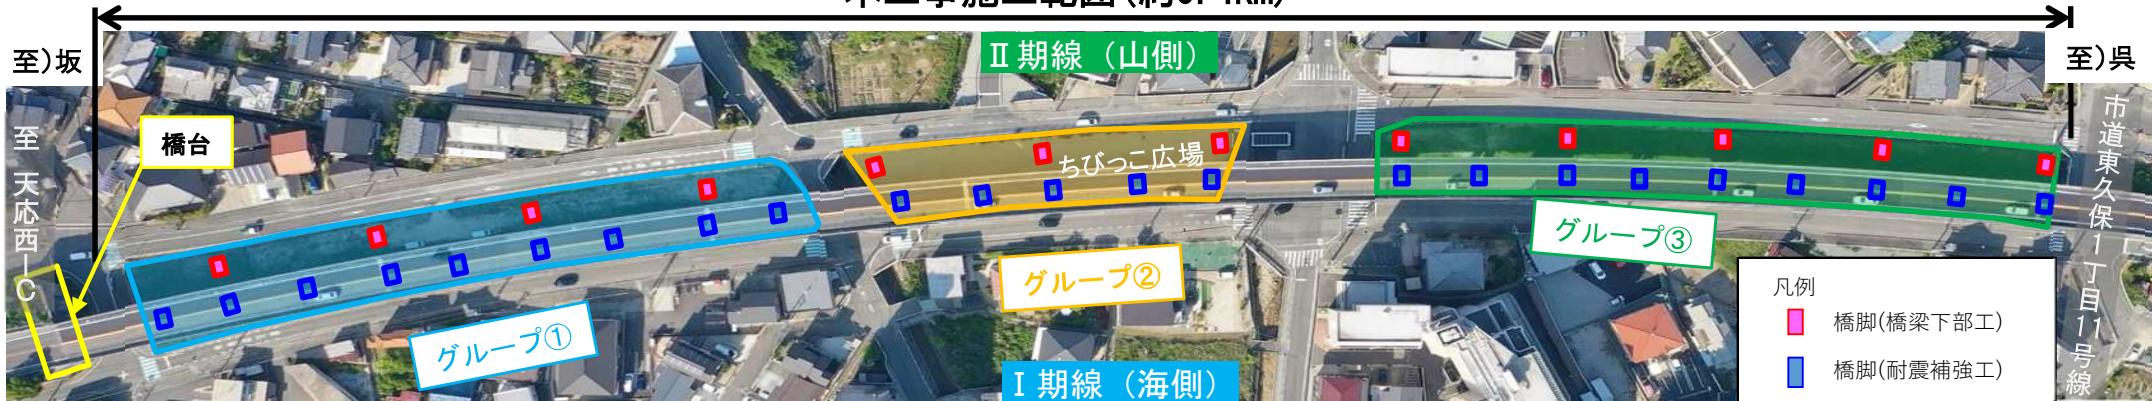 至)坂
Ⅱ期線（山側）
至)呉
橋台
至 天応西IC
市道東久保1丁目11号線
ちびっこ広場
グループ①
グループ②
グループ③
Ⅰ期線（海側）
凡例
橋脚(橋梁下部工)
橋脚(耐震補強工)